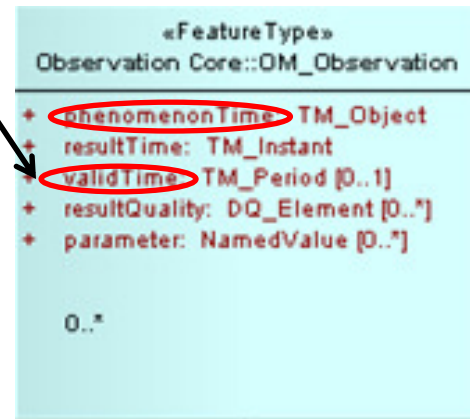 «FeatureType»
Observation Core::OM_Observation
+ phenomenonTime: TM_Object
+ resultTime: TM_Instant
+ validTime: TM_Period [0..1]
+ resultQuality: DQ_Element [0..*]
+ parameter: NamedValue [0..*]
0..*